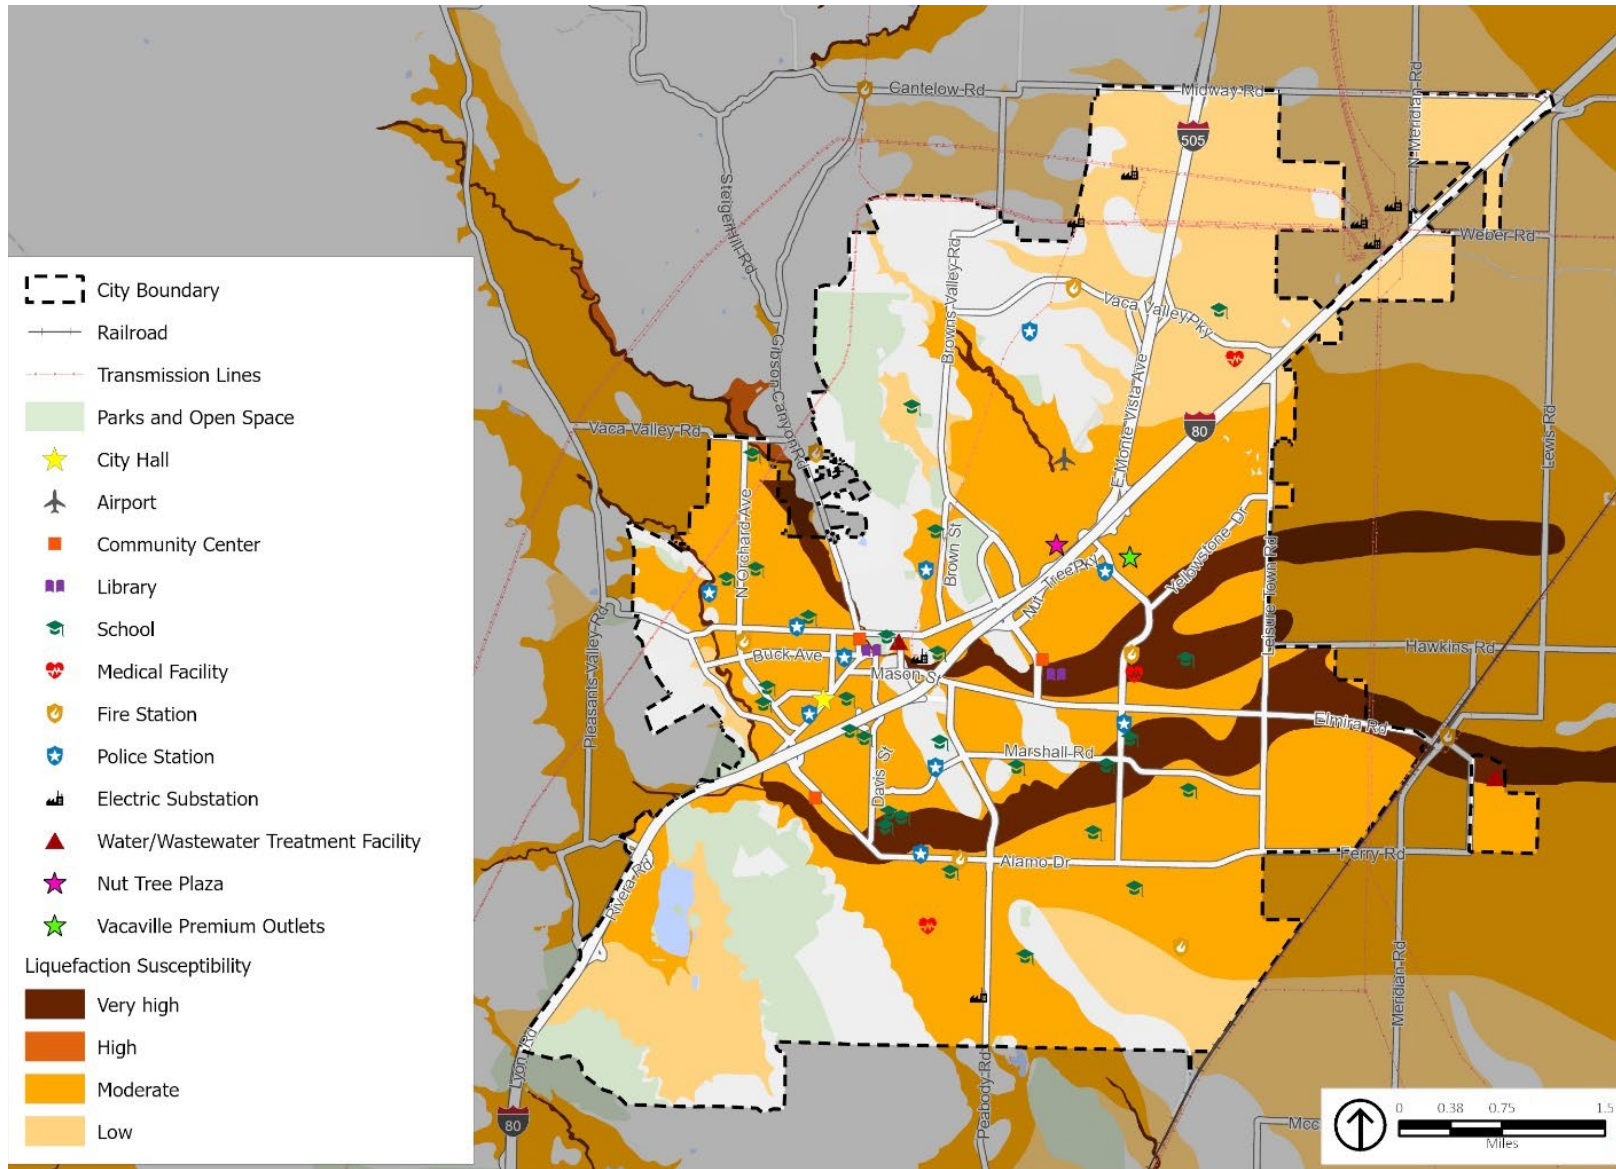 Cantelow Rd
Midway Rd
N Meridian Rd
505
Steiger Hill Rd
Weber Rd
Browns Valley Rd
Vaca Valley Pky
Gibson Canyon Rd
E Monte Vista Ave
80
Lewis Rd
Vaca Valley Rd
N Orchard Ave
Brown St
Nut Tree Pky
Yellowstone Dr
Leisure Town Rd
Pleasants Valley Rd
Buck Ave
Mason St
Hawkins Rd
Elmira Rd
Marshall Rd
Davis St
Alamo Dr
Ferry Rd
Rivera Rd
Meridian Rd
Lyon Rd
Peabody Rd
80
Mcc
City Boundary
Railroad
Transmission Lines
Parks and Open Space
City Hall
Airport
Community Center
Library
School
Medical Facility
Fire Station
Police Station
Electric Substation
Water/Wastewater Treatment Facility
Nut Tree Plaza
Vacaville Premium Outlets
Liquefaction Susceptibility
Very high
High
Moderate
Low
0 0.38 0.75 1.5
Miles